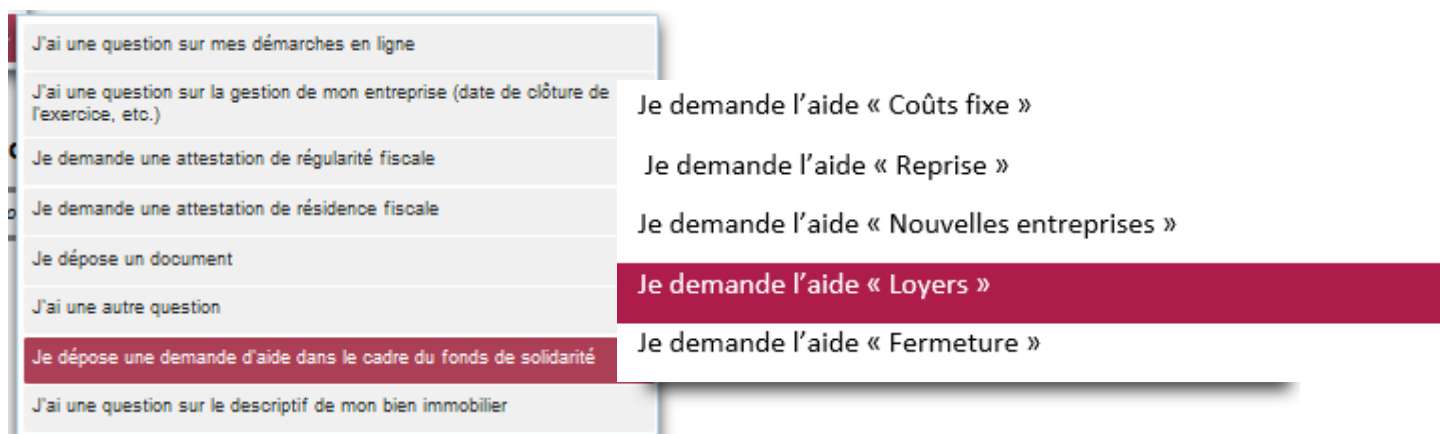 J'ai une question sur mes démarches en ligne
J'ai une question sur la gestion de mon entreprise (date de clôture de
l'exercice, etc.)
Je demande une attestation de régularité fiscale
Je demande une attestation de résidence fiscale
Je dépose un document
J'ai une autre question
Je dépose une demande d'aide dans le cadre du fonds de solidarité
J'ai une question sur le descriptif de mon bien immobilier
Je demande l'aide « Coûts fixe »
Je demande l'aide « Reprise »
Je demande l'aide « Nouvelles entreprises »
Je demande l'aide « Loyers »
Je demande l'aide « Fermeture »